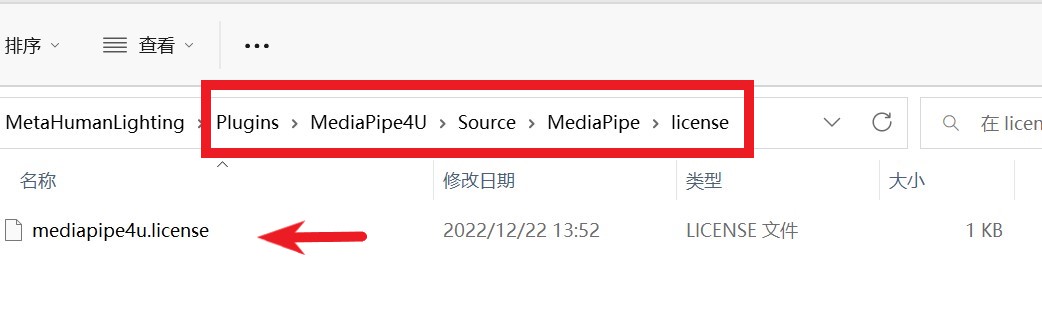 排序 查看
MetaHumanLighting Plugins MediaPipe4U Source MediaPipe license 在 licen
名称 修改日期 类型 大小
mediapipe4u.license 2022/12/22 13:52 LICENSE 文件 1 KB